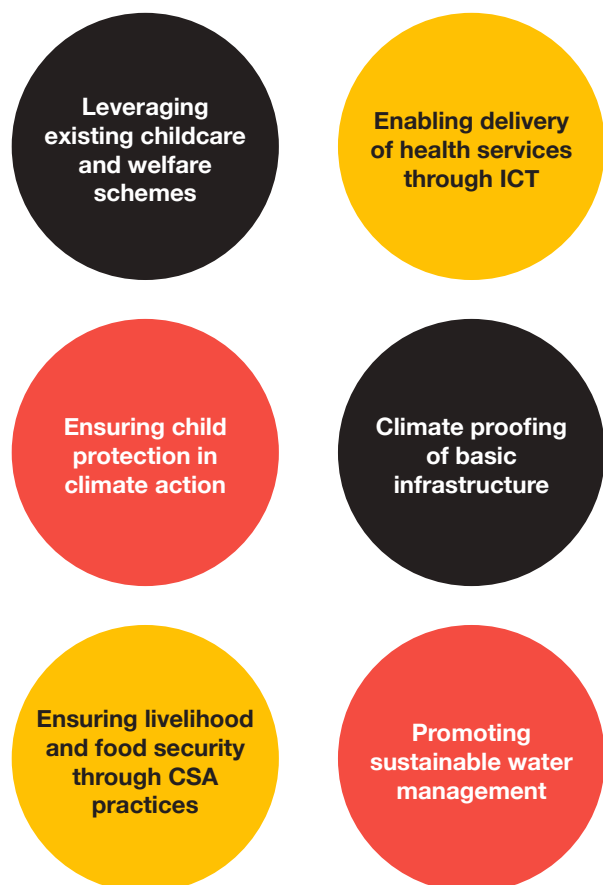 Leveraging
existing childcare
and welfare
schemes
Enabling delivery
of health services
through ICT
Ensuring child
protection in
climate action
Climate proofing
of basic
infrastructure
Ensuring livelihood
and food security
through CSA
practices
Promoting
sustainable water
management